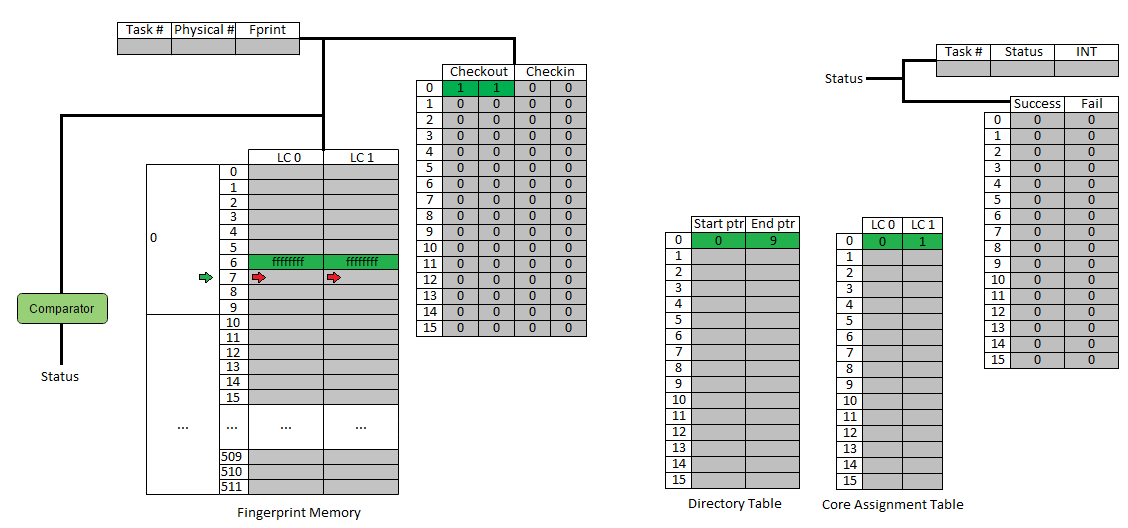 Task # Physical # Fprint
Task # Status INT
Status
Checkout Checkin
0 1 1 0 0
1 0 0 0 0
2 0 0 0 0
3 0 0 0 0
4 0 0 0 0
5 0 0 0 0
6 0 0 0 0
7 0 0 0 0
8 0 0 0 0
9 0 0 0 0
10 0 0 0 0
11 0 0 0 0
12 0 0 0 0
13 0 0 0 0
14 0 0 0 0
15 0 0 0 0
Success Fail
0 0 0
1 0 0
2 0 0
3 0 0
4 0 0
5 0 0
6 0 0
7 0 0
8 0 0
9 0 0
10 0 0
11 0 0
12 0 0
13 0 0
14 0 0
15 0 0
LC 0 LC 1
0
0
1
2
3
4
5
6 ffffffff ffffffff
7
8
9
10
11
12
13
14
15
... ... ... ...
509
510
511
Fingerprint Memory
Comparator
Status
Start ptr End ptr
0 0 9
1
2
3
4
5
6
7
8
9
10
11
12
13
14
15
Directory Table
LC 0 LC 1
0 0 1
1
2
3
4
5
6
7
8
9
10
11
12
13
14
15
Core Assignment Table